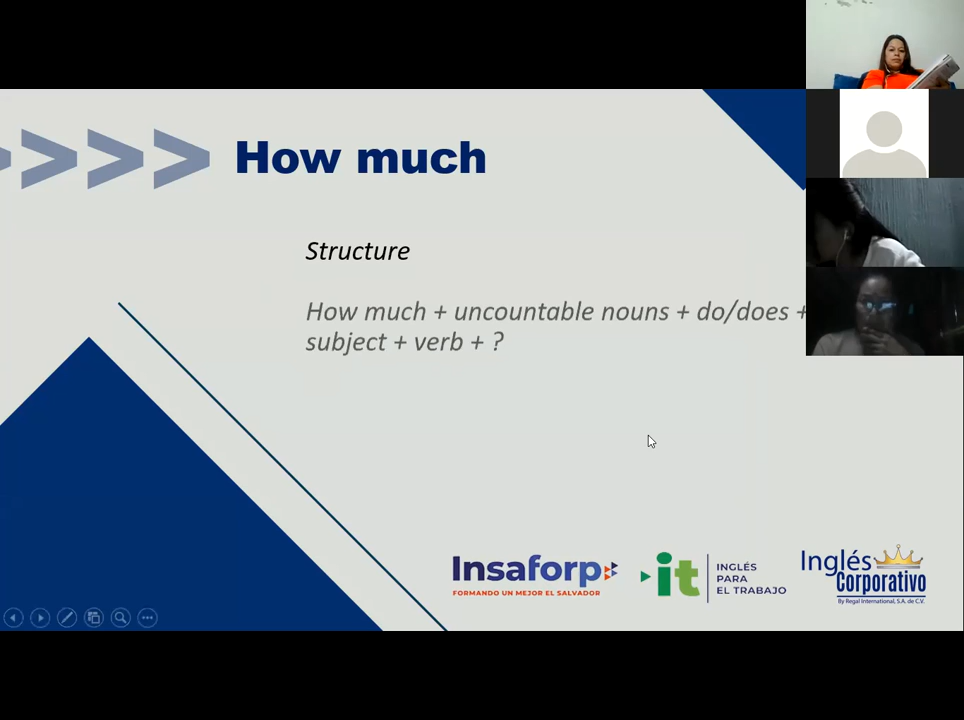 How much
Structure
How much + uncountable nouns + do/does +
subject + verb + ?
Insaforp
FORMANDO UN MEJOR EL SALVADOR
it
INGLÉS
PARA
EL TRABAJO
Inglés
Corporativo
By Regal International, S.A. de C.V.